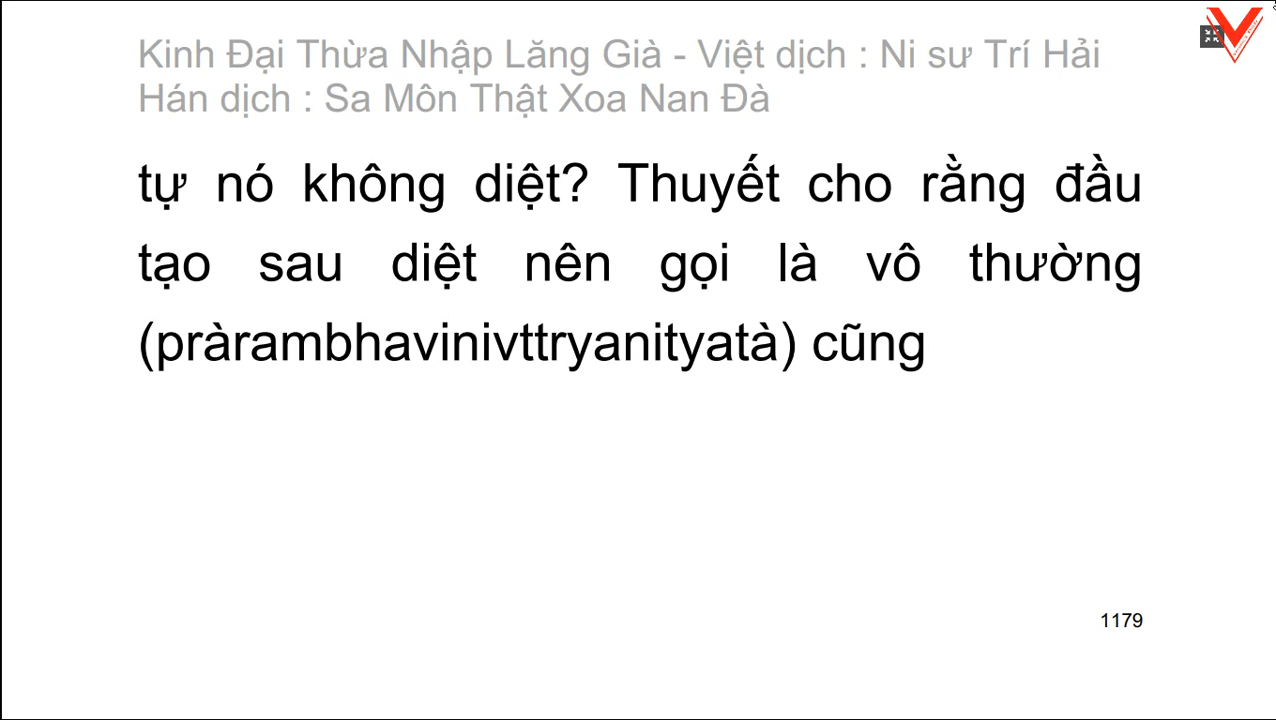 Kinh Đại Thừa Nhập Lăng Già - Việt dịch : Ni sư Trí Hải
Hán dịch : Sa Môn Thật Xoa Nan Đà
tự nó không diệt? Thuyết cho rằng đầu
tạo sau diệt nên gọi là vô thường
(pràrambhavinivttryanityatà) cũng
1179